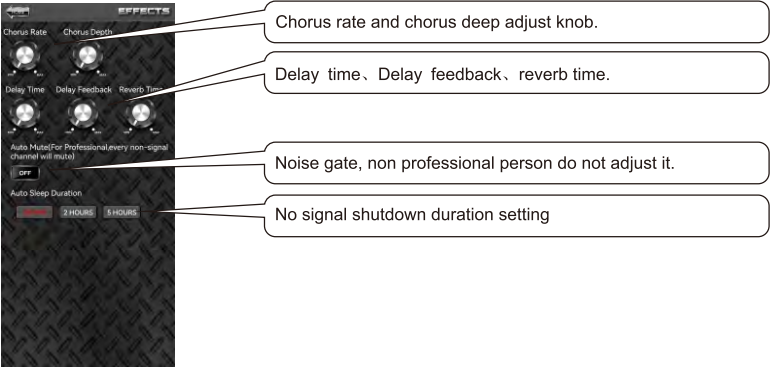 EFFECTS
Chorus Rate Chorus Depth
Chorus rate and chorus deep adjust knob.
Delay Time Delay Feedback Reverb Time
Delay time、Delay feedback、reverb time.
Auto Mute(For Professional,every non-signal
channel will mute)
OFF
Noise gate, non professional person do not adjust it.
Auto Sleep Duration
2 HOURS 5 HOURS
No signal shutdown duration setting